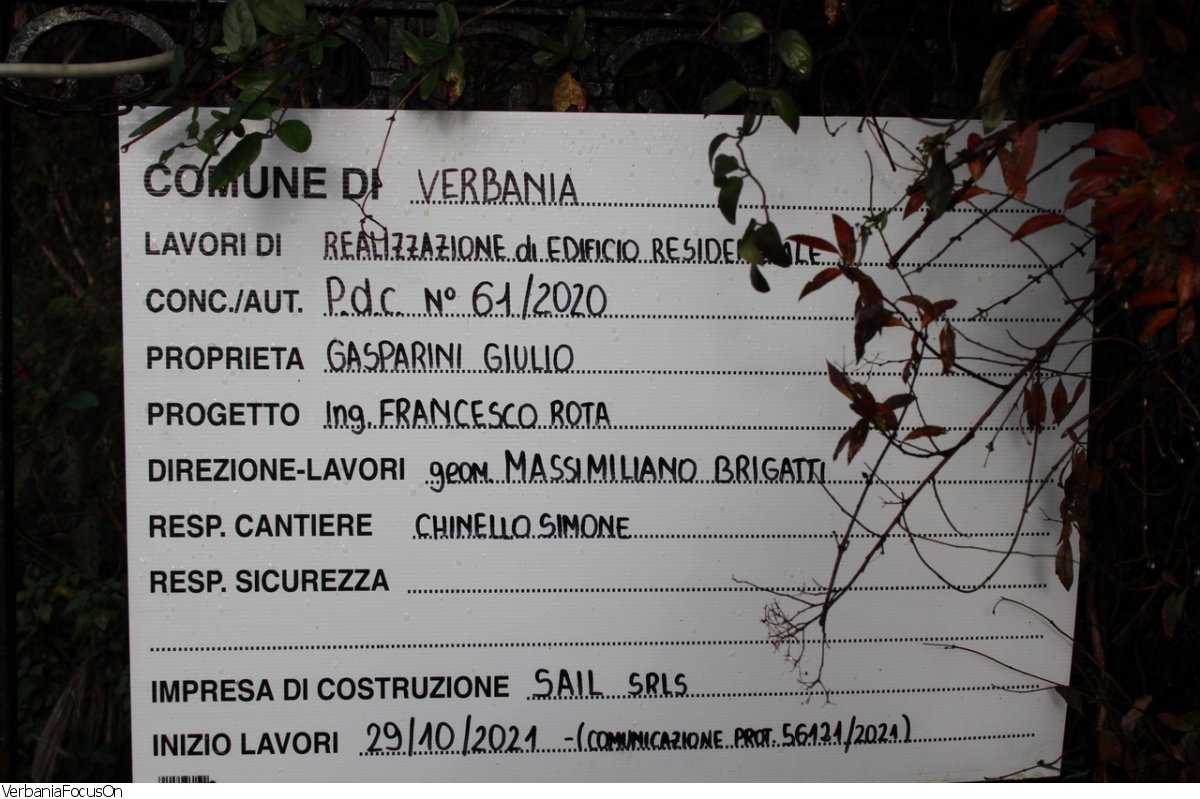 COMUNE DI VERBANIA
LAVORI DI REALIZZAZIONE di EDIFICIO RESIDENZIALE
CONC./AUT. P.d.c. N° 61/2020
PROPRIETA GASPARINI GIULIO
PROGETTO Ing. FRANCESCO ROTA
DIREZIONE-LAVORI geom. MASSIMILIANO BRIGATTI
RESP. CANTIERE CHINELLO SIMONE
RESP. SICUREZZA
IMPRESA DI COSTRUZIONE SAIL SRLS
INIZIO LAVORI 29/10/2021 -(COMUNICAZIONE PROT. 56121/2021)
VerbaniaFocusOn